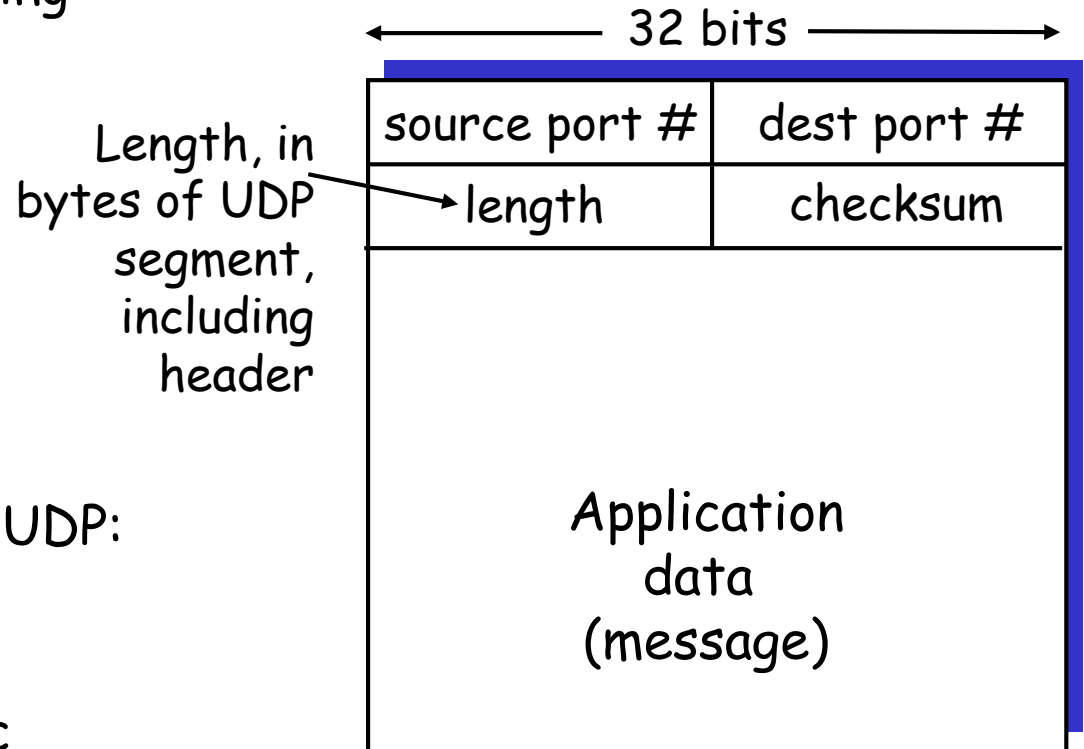 ing
32 bits
source port #
dest port #
Length, in
bytes of UDP
segment,
including
header
length
checksum
UDP:
Application
data
(message)
c